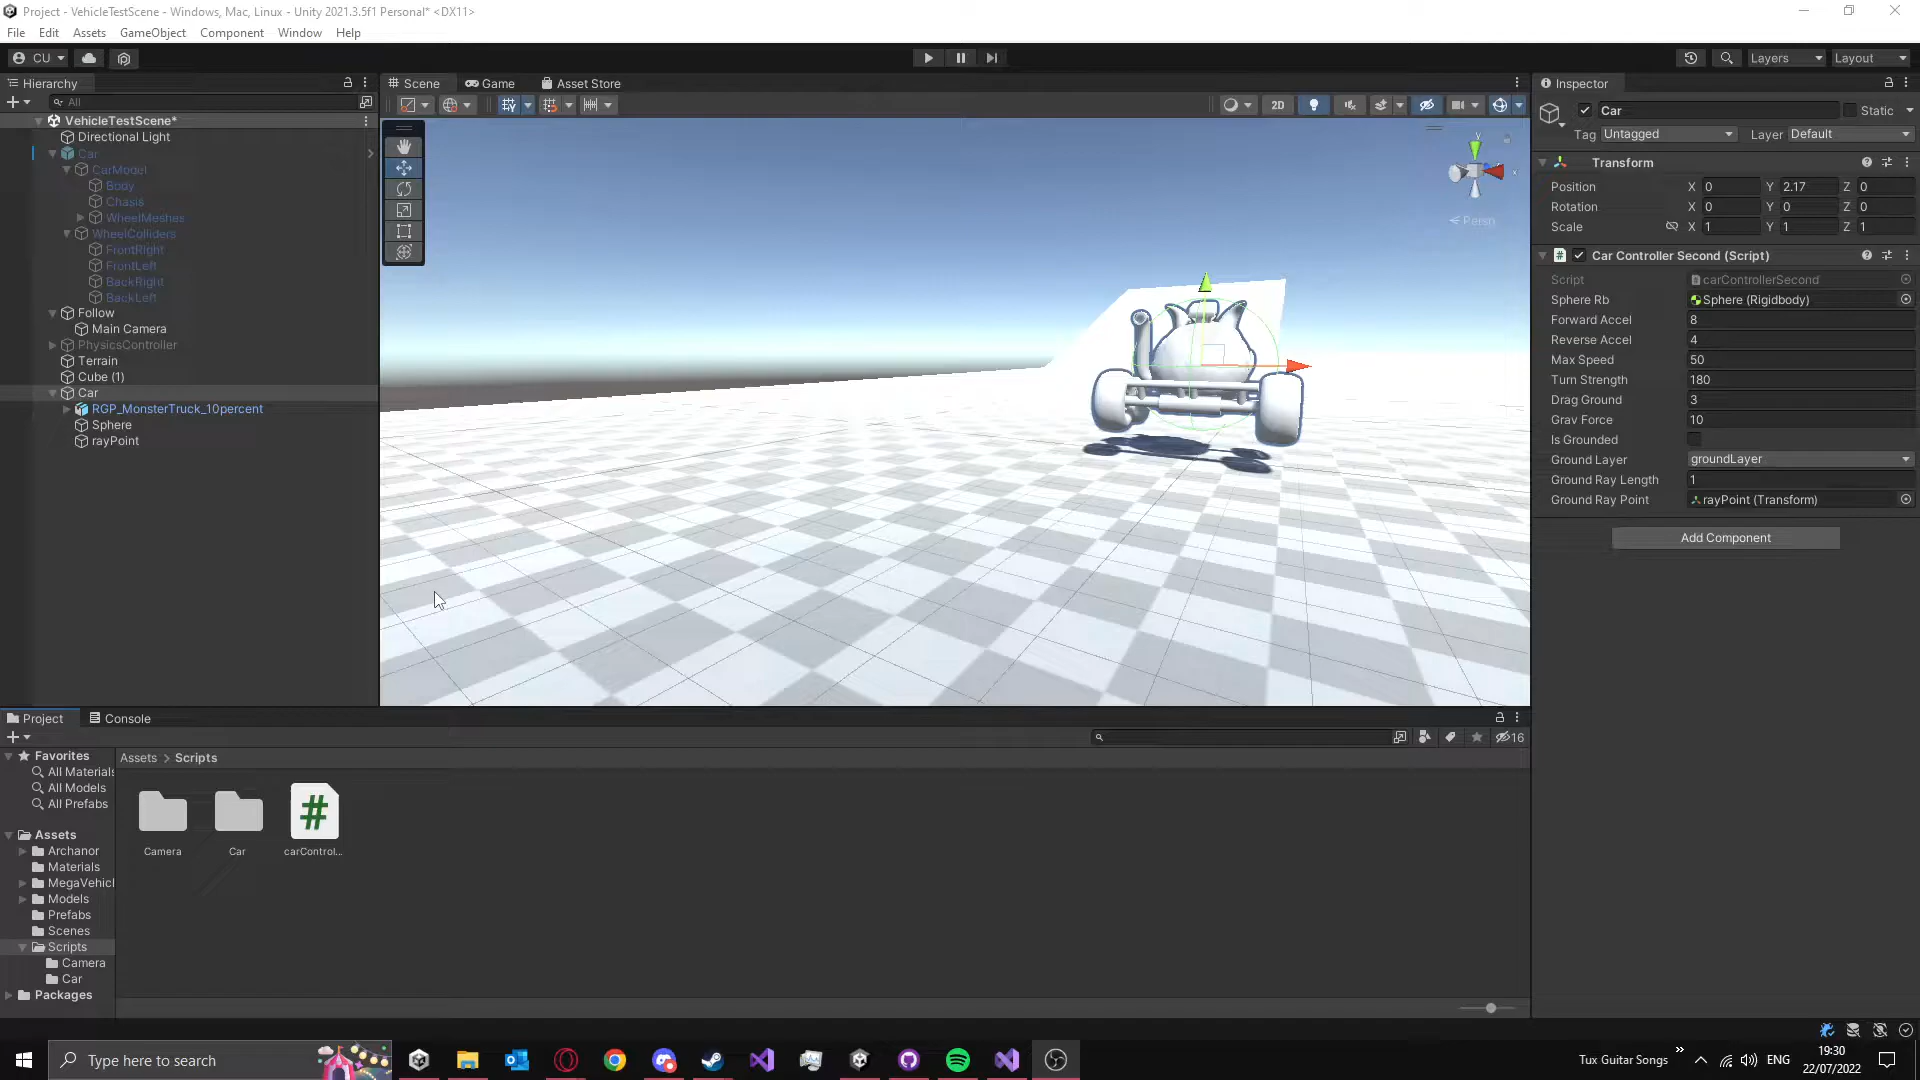 Project - VehicleTestScene - Windows, Mac, Linux - Unity 2021.3.5f1 Personal* <DX11>
File Edit Assets GameObject Component Window Help
CU Layers Layout
Hierarchy
All
VehicleTestScene*
Directional Light
Car
CarModel
Body
Chasis
WheelMeshes
WheelColliders
FrontRight
FrontLeft
BackRight
BackLeft
Follow
Main Camera
PhysicsController
Terrain
Cube (1)
Car
RGP_MonsterTruck_10percent
Sphere
rayPoint
Scene Game Asset Store
2D
y
x
Persp
Inspector
Car Static
Tag Untagged Layer Default
Transform
Position X 0 Y 2.17 Z 0
Rotation X 0 Y 0 Z 0
Scale X 1 Y 1 Z 1
Car Controller Second (Script)
Script carControllerSecond
Sphere Rb Sphere (Rigidbody)
Forward Accel 8
Reverse Accel 4
Max Speed 50
Turn Strength 180
Drag Ground 3
Grav Force 10
Is Grounded
Ground Layer groundLayer
Ground Ray Length 1
Ground Ray Point rayPoint (Transform)
Add Component
Project Console
16
Favorites
All Materials
All Models
All Prefabs
Assets
Archanor
Materials
MegaVehicl
Models
Prefabs
Scenes
Scripts
Camera
Car
Packages
Assets > Scripts
Camera Car carControl...
Type here to search
Tux Guitar Songs » ENG
19:30
22/07/2022